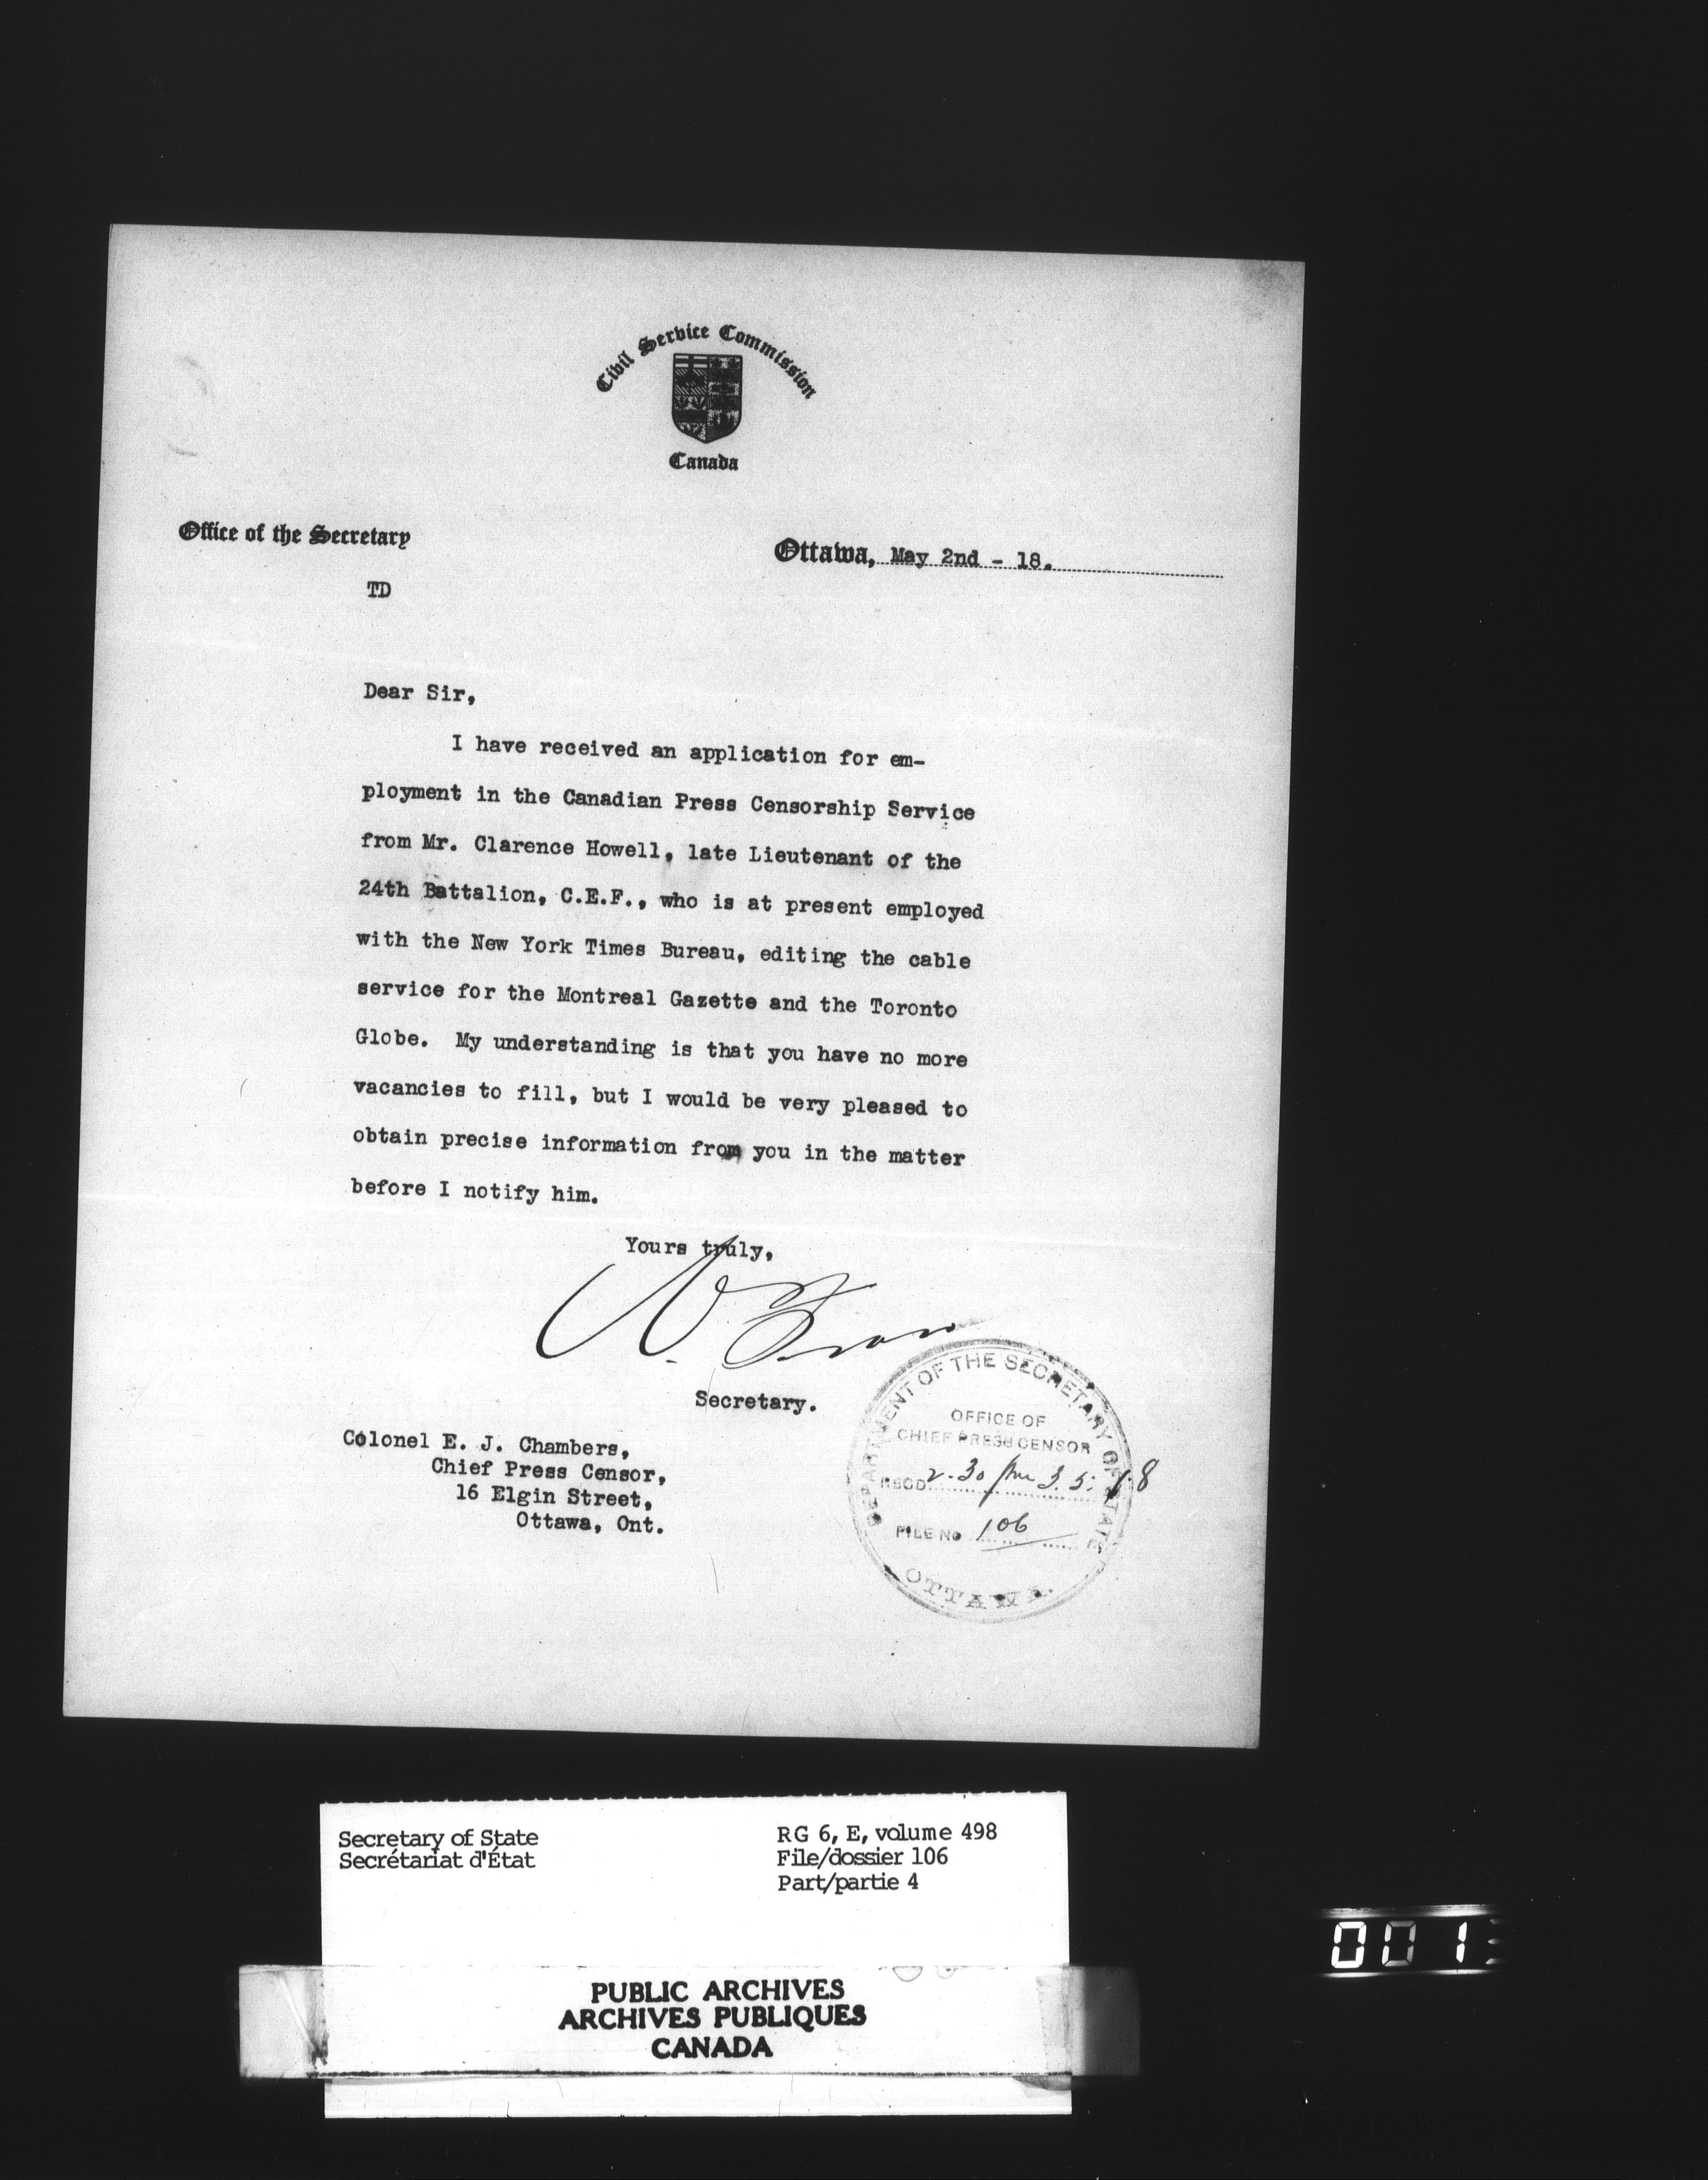 Civil Service Commission
Canada
Office of the Secretary
Ottawa, May 2nd - 18.
TD
Dear Sir,
I have received an application for em-
ployment in the Canadian Press Censorship Service
from Mr. Clarence Howell, late Lieutenant of the
24th Battalion, C.E.F., who is at present employed
with the New York Times Bureau, editing the cable
service for the Montreal Gazette and the Toronto
Globe. My understanding is that you have no more
vacancies to fill, but I would be very pleased to
obtain precise information from you in the matter
before I notify him.
Yours truly,
Secretary.
Colonel E. J. Chambers,
Chief Press Censor,
16 Elgin Street,
Ottawa, Ont.
DEPARTMENT OF THE SECRETARY OF STATE
OFFICE OF
CHIEF PRESS CENSOR
RECD 2.30 pm 3.5.18
FILE No 106
OTTAWA.
Secretary of State
Secrétariat d'État
RG 6, E, volume 498
File/dossier 106
Part/partie 4
PUBLIC ARCHIVES
ARCHIVES PUBLIQUES
CANADA
001